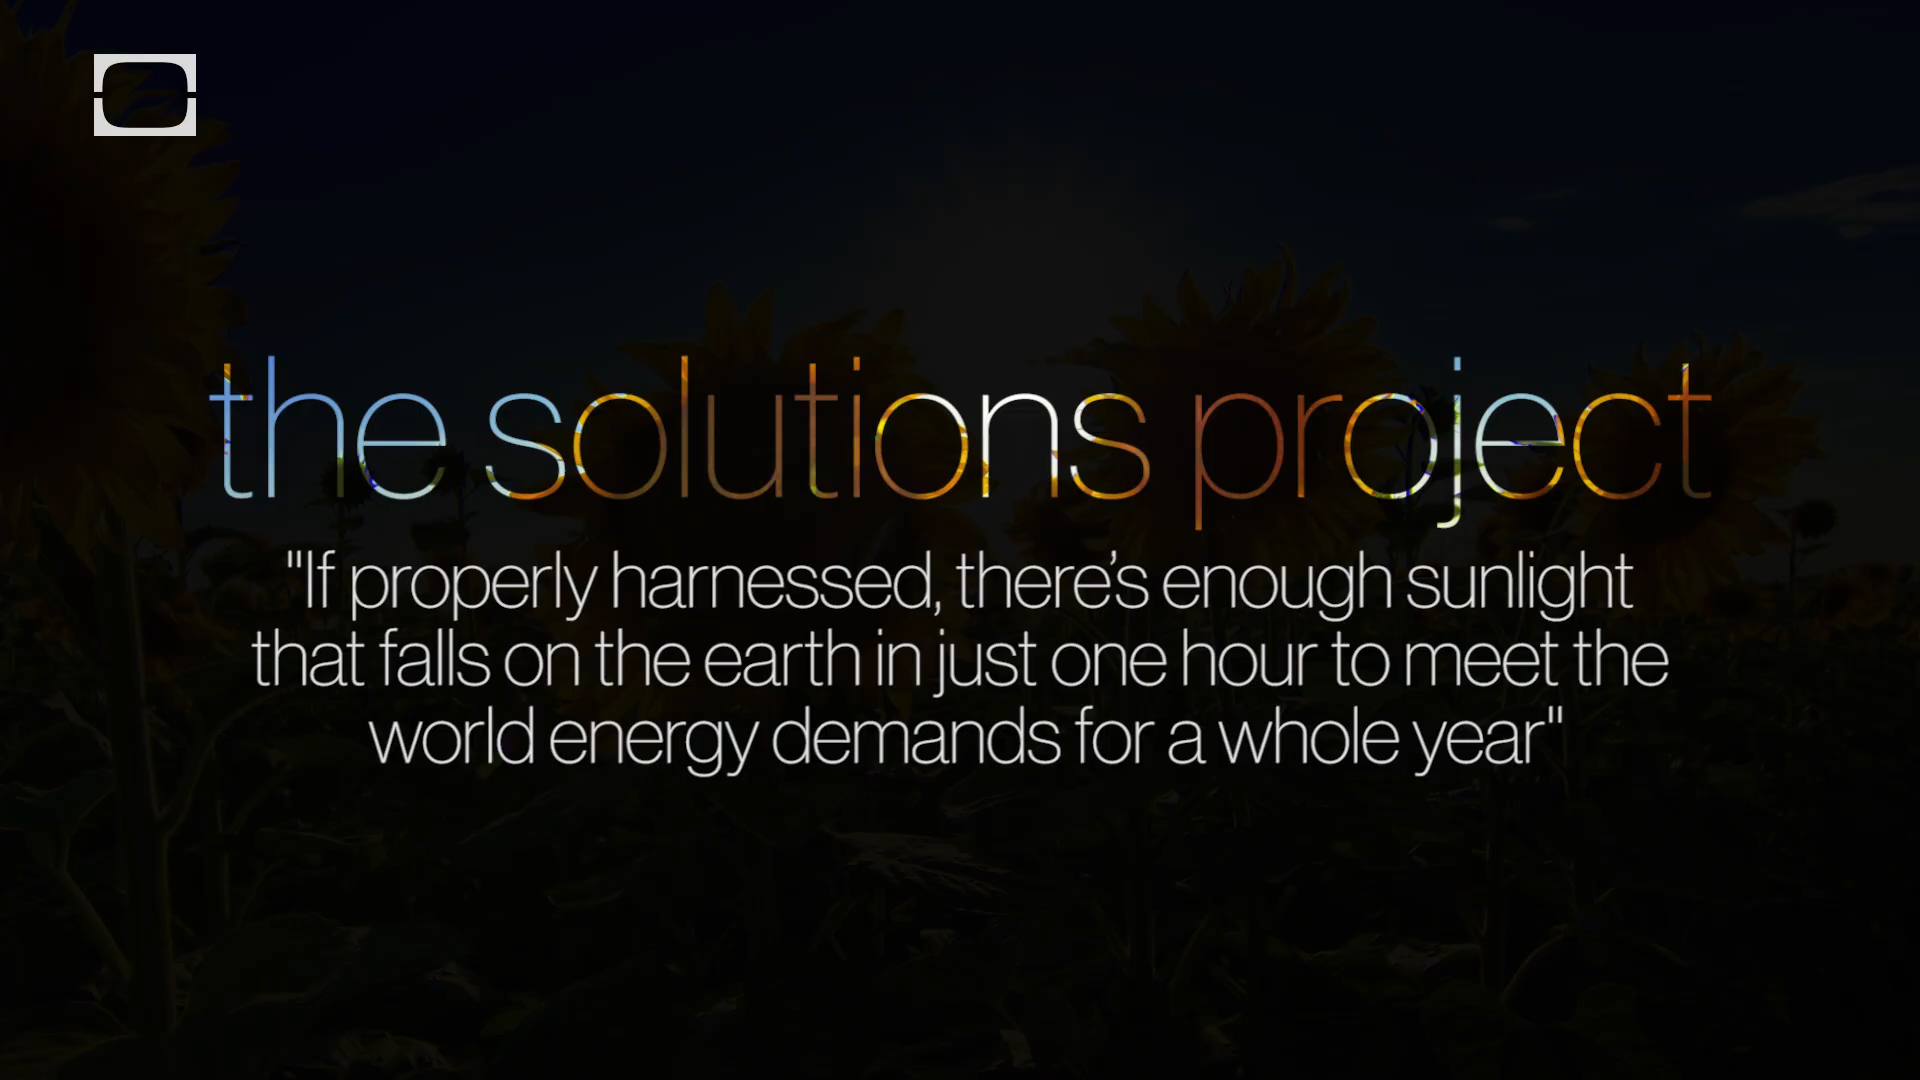 the solutions project
"If properly harnessed, there’s enough sunlight
that falls on the earth in just one hour to meet the
world energy demands for a whole year"